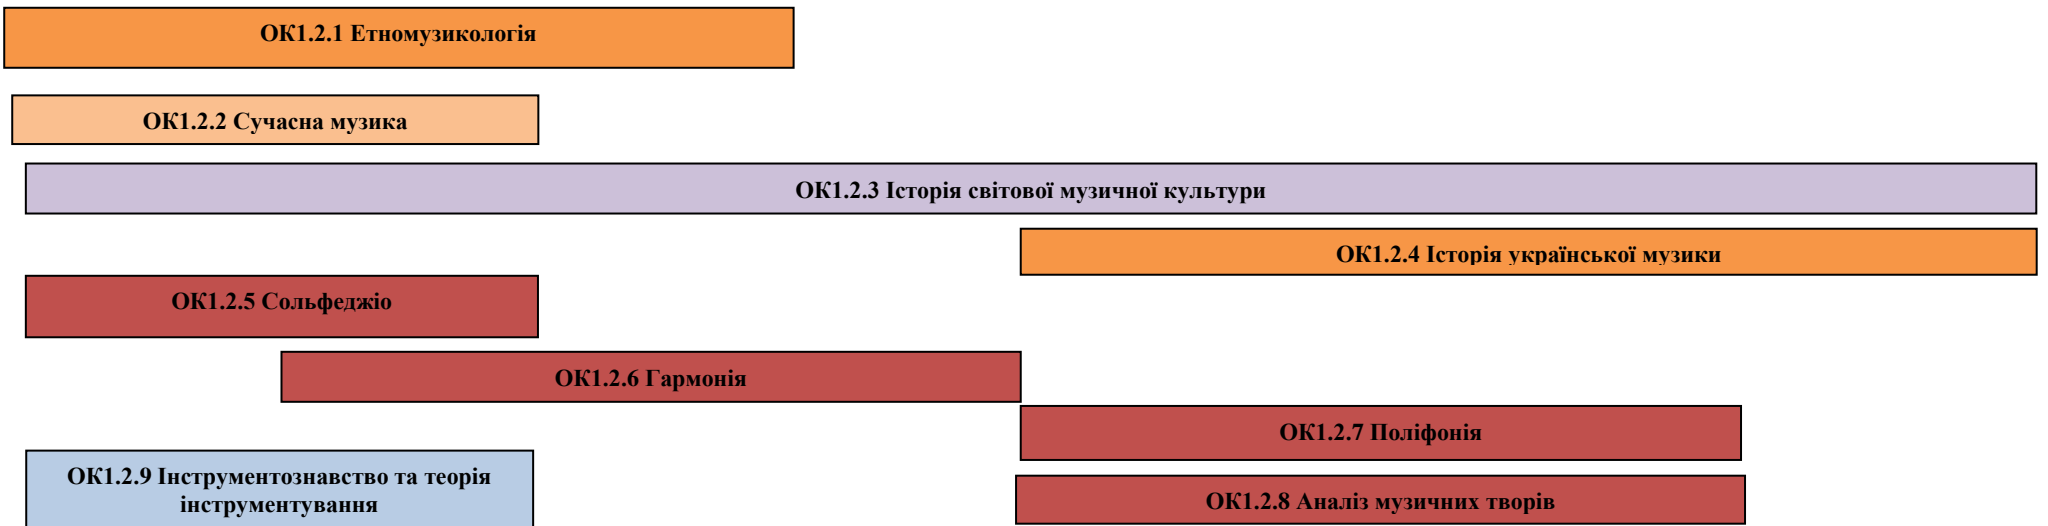 ОК1.2.1 Етномузикологія
ОК1.2.2 Сучасна музика
ОК1.2.3 Історія світової музичної культури
ОК1.2.4 Історія української музики
ОК1.2.5 Сольфеджіо
ОК1.2.6 Гармонія
ОК1.2.7 Поліфонія
ОК1.2.9 Інструментознавство та теорія
інструментування
ОК1.2.8 Аналіз музичних творів